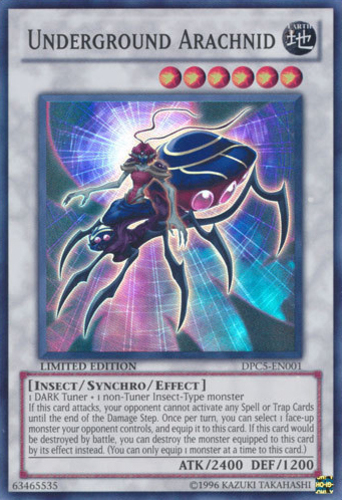 UNDERGROUND ARACHNID
EARTH
地
LIMITED EDITION
DPC5-EN001
[INSECT/SYNCHRO/EFFECT]
1 DARK Tuner + 1 non-Tuner Insect-Type monster
If this card attacks, your opponent cannot activate any Spell or Trap Cards
until the end of the Damage Step. Once per turn, you can select 1 face-up
monster your opponent controls, and equip it to this card. If this card would
be destroyed by battle, you can destroy the monster equipped to this card
by its effect instead. (You can only equip 1 monster at a time to this card.)
ATK/2400 DEF/1200
63465535
©1996 KAZUKI TAKAHASHI